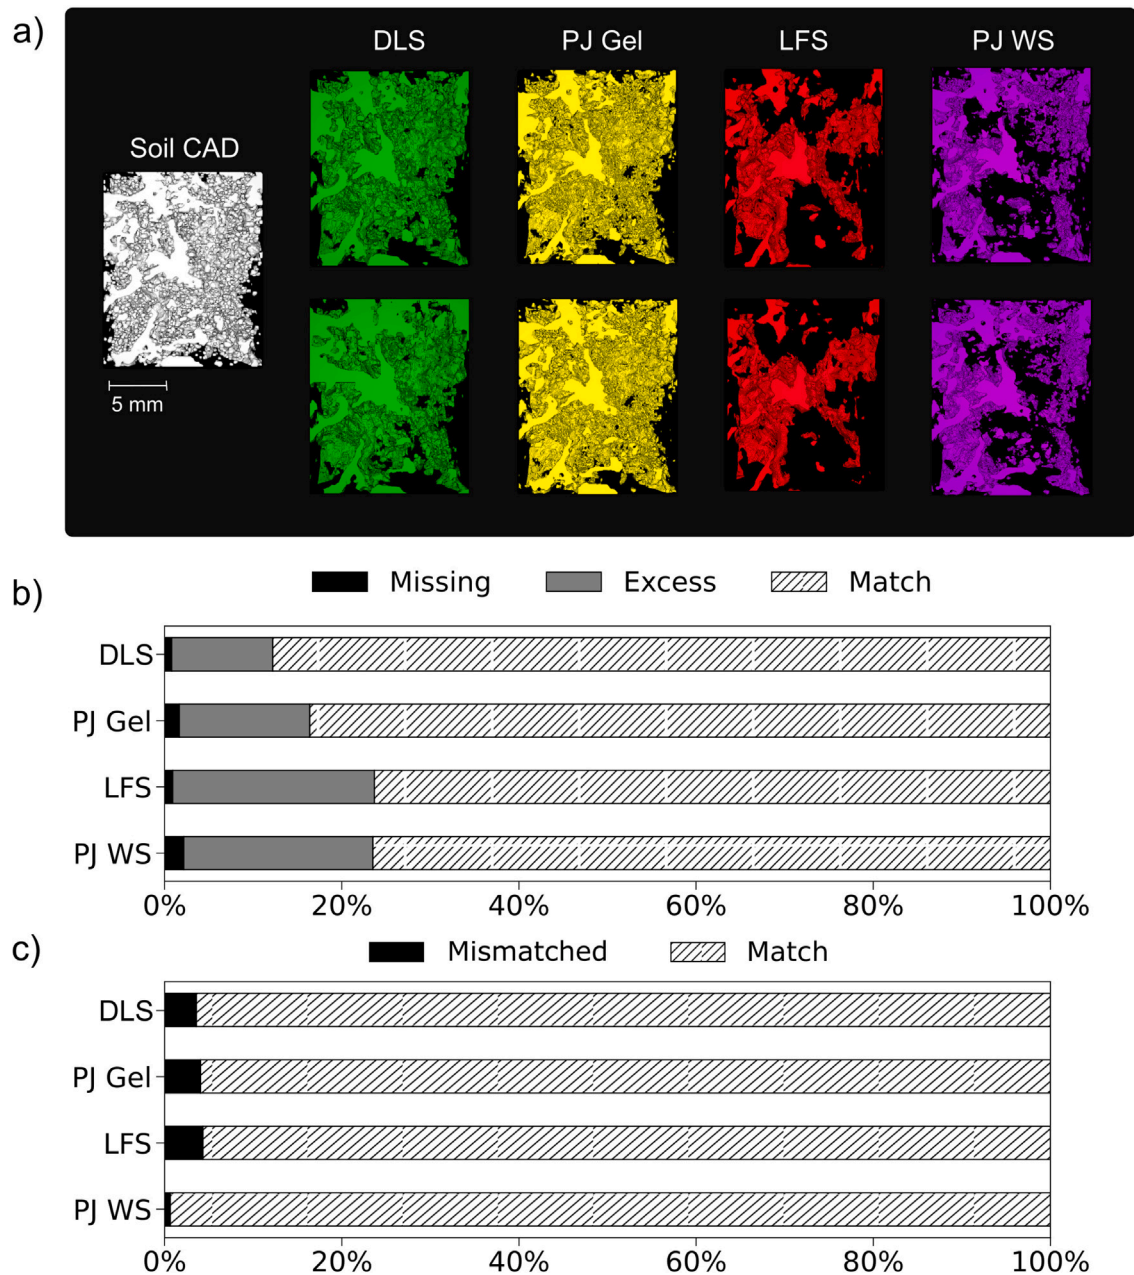 a)
DLS PJ Gel LFS PJ WS
Soil CAD
5 mm
b)
Missing Excess Match
DLS
PJ Gel
LFS
PJ WS
0% 20% 40% 60% 80% 100%
c)
Mismatched Match
DLS
PJ Gel
LFS
PJ WS
0% 20% 40% 60% 80% 100%